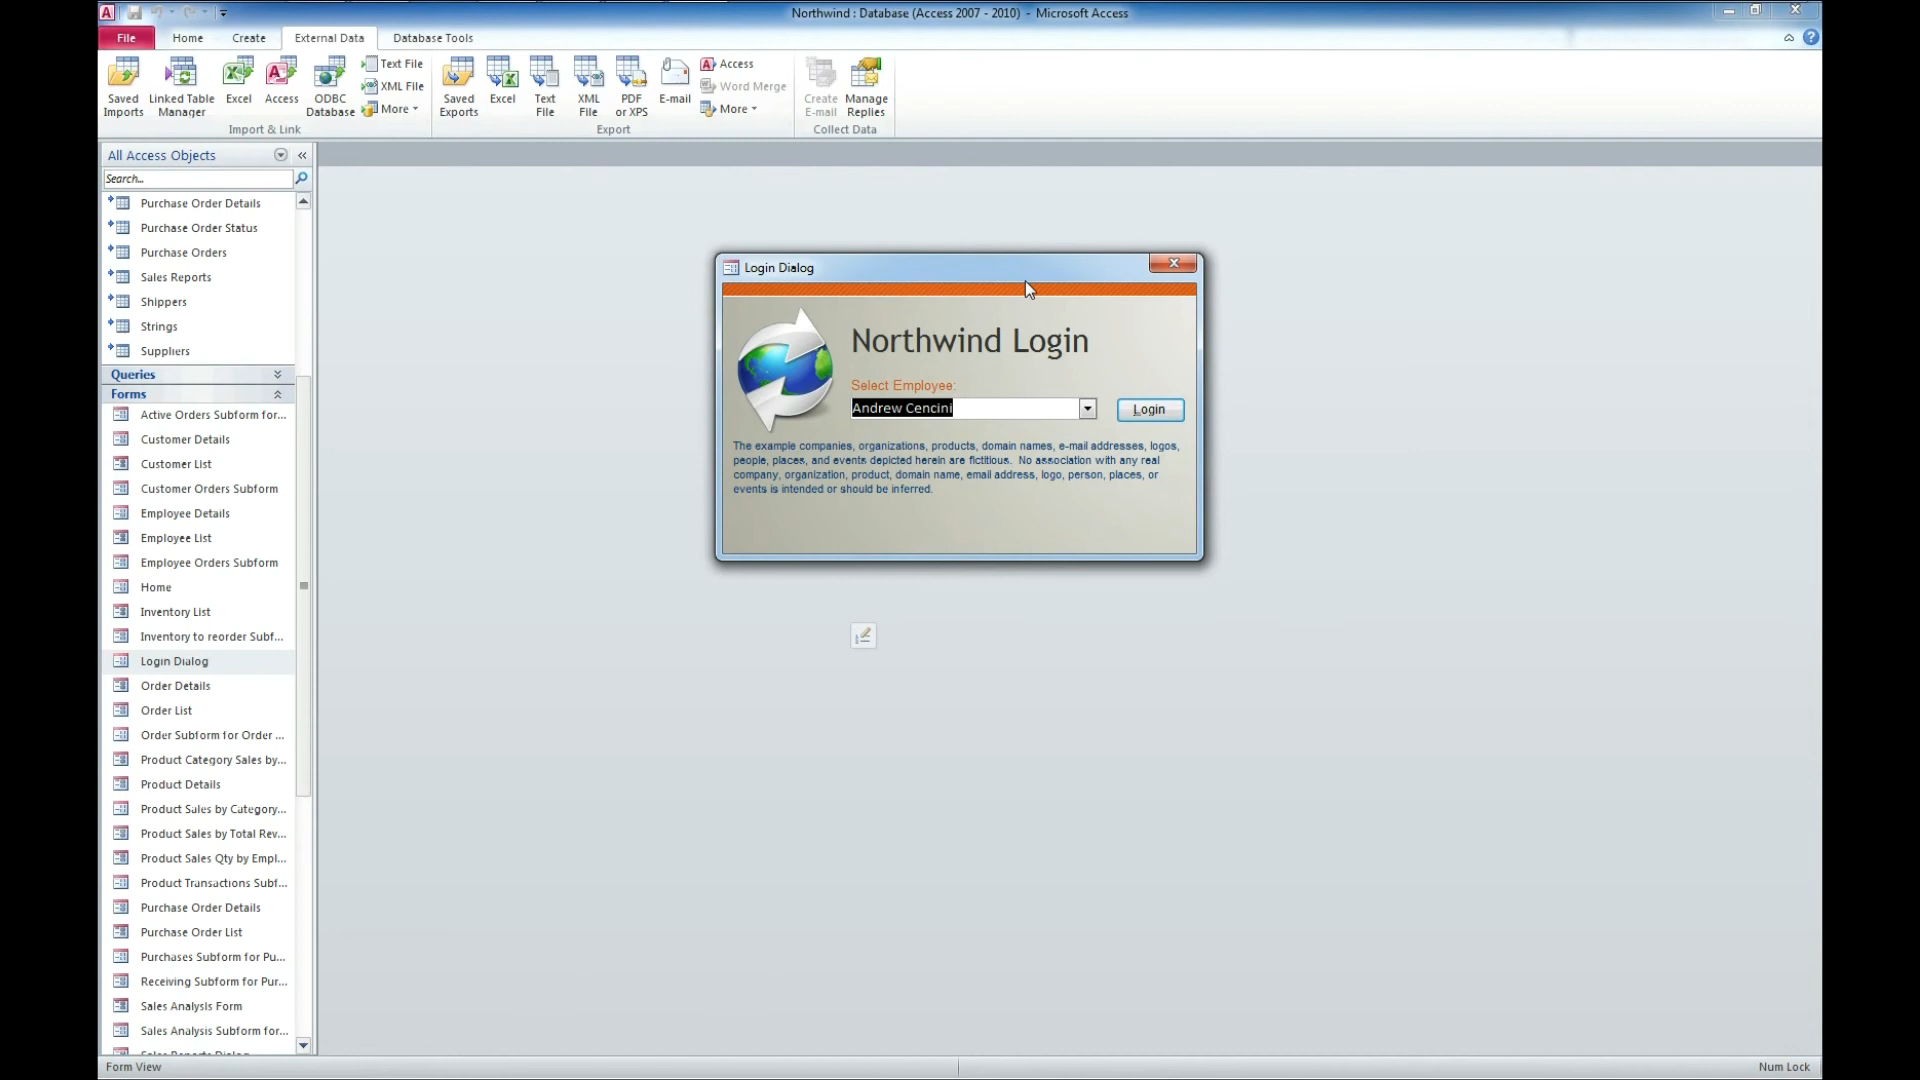 Northwind : Database (Access 2007 - 2010) - Microsoft Access
File Home Create External Data Database Tools
Saved Imports
Linked Table Manager
Excel
Access
ODBC Database
Text File
XML File
More
Import & Link
Saved Exports
Excel
Text File
XML File
PDF or XPS
E-mail
Access
Word Merge
More
Export
Create E-mail
Manage Replies
Collect Data
All Access Objects
Search...
Purchase Order Details
Purchase Order Status
Purchase Orders
Sales Reports
Shippers
Strings
Suppliers
Queries
Forms
Active Orders Subform for...
Customer Details
Customer List
Customer Orders Subform
Employee Details
Employee List
Employee Orders Subform
Home
Inventory List
Inventory to reorder Subf...
Login Dialog
Order Details
Order List
Order Subform for Order ...
Product Category Sales by...
Product Details
Product Sales by Category...
Product Sales by Total Rev...
Product Sales Qty by Empl...
Product Transactions Subf...
Purchase Order Details
Purchase Order List
Purchases Subform for Pu...
Receiving Subform for Pur...
Sales Analysis Form
Sales Analysis Subform for...
Sales Reports Dialog
Login Dialog
Northwind Login
Select Employee:
Andrew Cencini
Login
The example companies, organizations, products, domain names, e-mail addresses, logos,
people, places, and events depicted herein are fictitious. No association with any real
company, organization, product, domain name, email address, logo, person, places, or
events is intended or should be inferred.
Form View
Num Lock